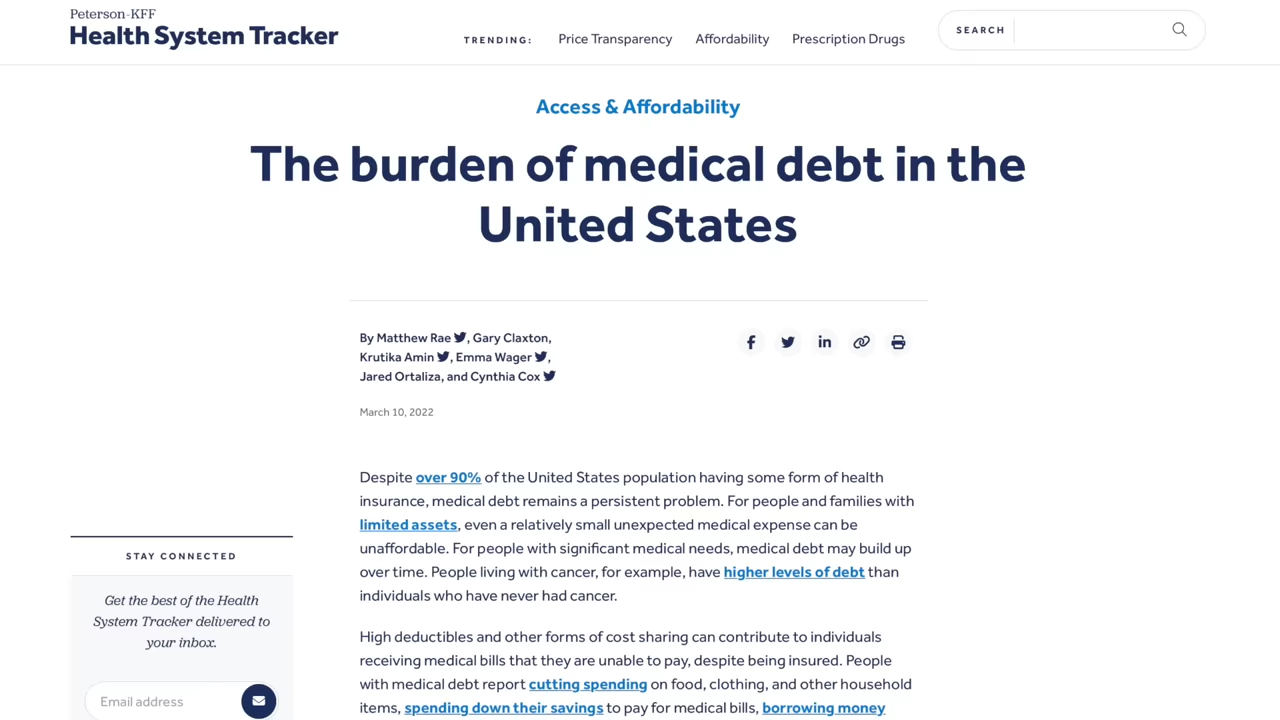 Peterson-KFF
Health System Tracker
TRENDING:
Price Transparency
Affordability
Prescription Drugs
SEARCH
Access & Affordability
The burden of medical debt in the
United States
By Matthew Rae , Gary Claxton,
Krutika Amin , Emma Wager ,
Jared Ortaliza, and Cynthia Cox
March 10, 2022
Despite over 90% of the United States population having some form of health
insurance, medical debt remains a persistent problem. For people and families with
limited assets, even a relatively small unexpected medical expense can be
unaffordable. For people with significant medical needs, medical debt may build up
over time. People living with cancer, for example, have higher levels of debt than
individuals who have never had cancer.
High deductibles and other forms of cost sharing can contribute to individuals
receiving medical bills that they are unable to pay, despite being insured. People
with medical debt report cutting spending on food, clothing, and other household
items, spending down their savings to pay for medical bills, borrowing money
STAY CONNECTED
Get the best of the Health
System Tracker delivered to
your inbox.
Email address